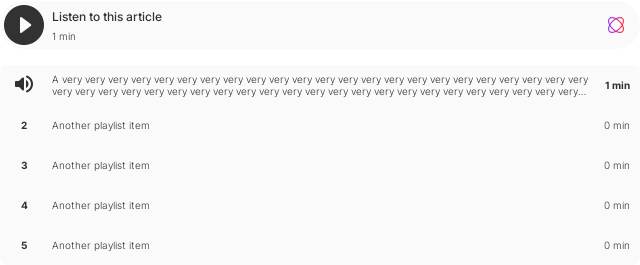 Listen to this article
1 min
A very very very very very very very very very very very very very very very very very very very very very very very
very very very very very very very very very very very very very very very very very very very very very very very...
1 min
2 Another playlist item 0 min
3 Another playlist item 0 min
4 Another playlist item 0 min
5 Another playlist item 0 min